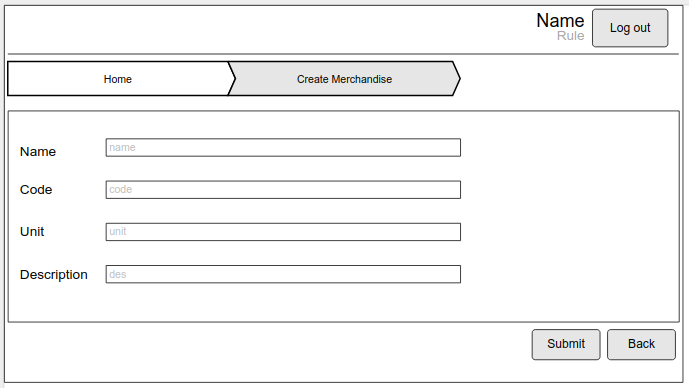 Name
Rule
Log out
Home
Create Merchandise
Name
name
Code
code
Unit
unit
Description
des
Submit
Back